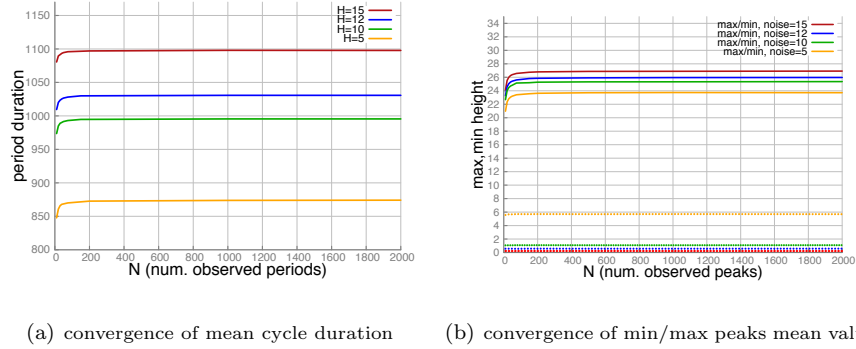 1150
1100
1050
1000
950
900
850
800
period duration
H=15
H=12
H=10
H=5
0 200 400 600 800 1000 1200 1400 1600 1800 2000
N (num. observed periods)
(a) convergence of mean cycle duration
34
32
30
28
26
24
22
20
18
16
14
12
10
8
6
4
2
0
max,min height
max/min, noise=15
max/min, noise=12
max/min, noise=10
max/min, noise=5
0 200 400 600 800 1000 1200 1400 1600 1800 2000
N (num. observed peaks)
(b) convergence of min/max peaks mean val